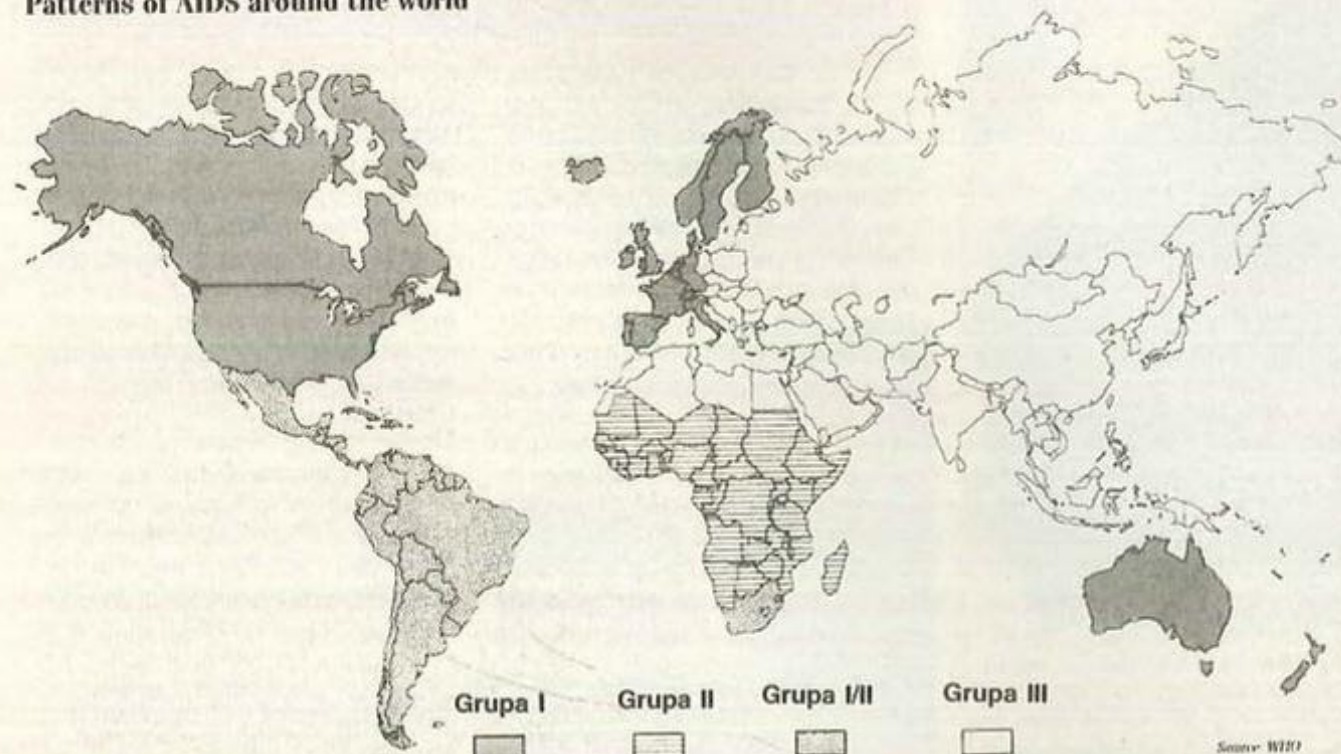 Patterns of AIDS around the world
Grupa I Grupa II Grupa I/II Grupa III
Source WHO